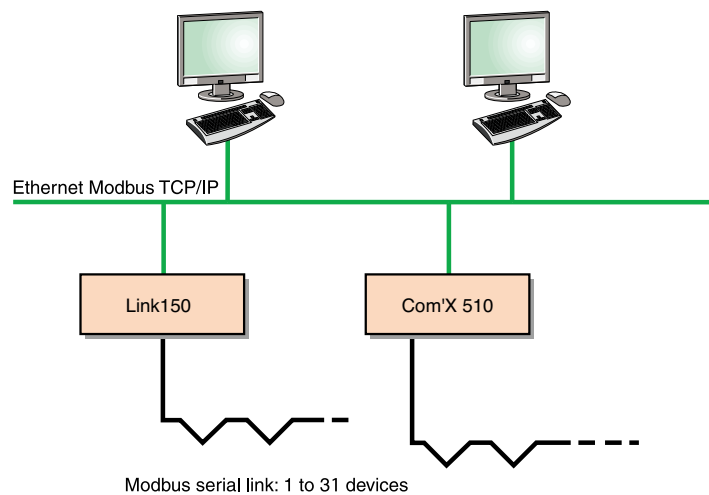 Ethernet Modbus TCP/IP
Link150
Com'X 510
Modbus serial link: 1 to 31 devices